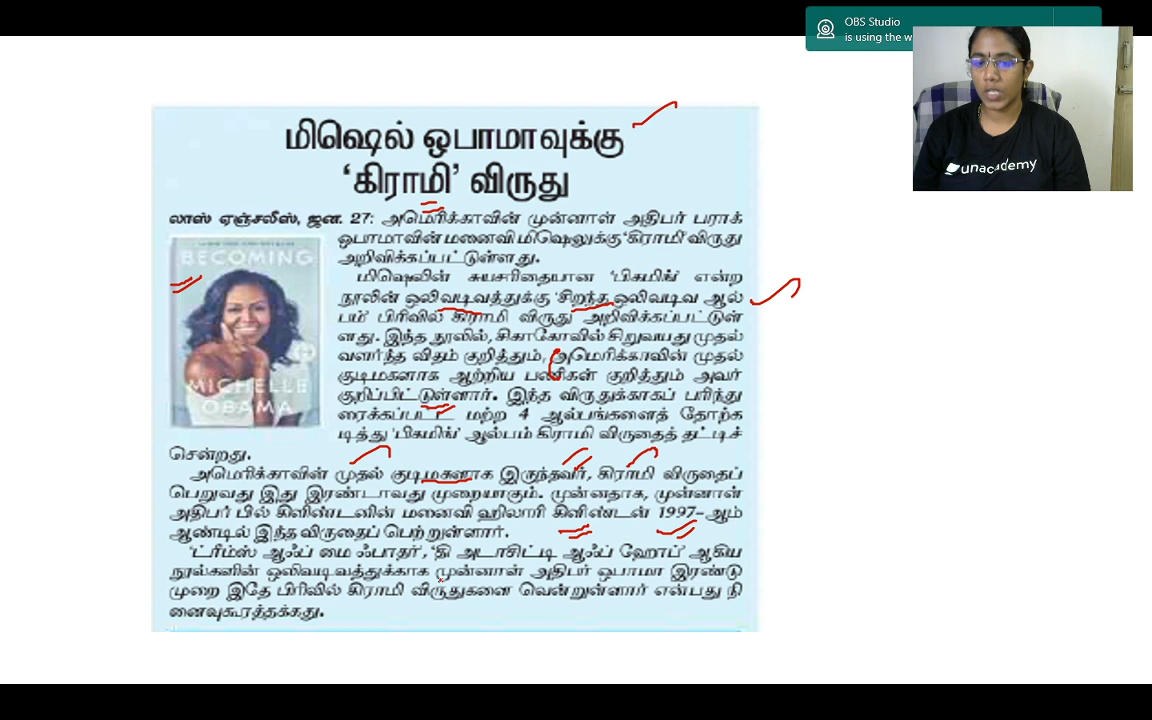 OBS Studio
is using the w
unacademy
மிஷெல் ஒபாமாவுக்கு
‘கிராமி’ விருது
லாஸ் ஏஞ்சலீஸ், ஜன. 27: அமெரிக்காவின் முன்னாள் அதிபர் பராக்
ஒபாமாவின் மனைவி மிஷெலுக்கு ‘கிராமி’ விருது
அறிவிக்கப்பட்டுள்ளது.
மிஷெலின் சுயசரிதையான ‘பிகமிங்’ என்ற
நூலின் ஒலிவடிவத்துக்கு ‘சிறந்த ஒலிவடிவ ஆல்
பம்’ பிரிவில் கிராமி விருது அறிவிக்கப்பட்டுள்
ளது. இந்த நூலில், சிகாகோவில் சிறுவயது முதல்
வளர்ந்த விதம் குறித்தும், அமெரிக்காவின் முதல்
குடிமகளாக ஆற்றிய பணிகள் குறித்தும் அவர்
குறிப்பிட்டுள்ளார். இந்த விருதுக்காகப் பரிந்து
ரைக்கப்பட்ட மற்ற 4 ஆல்பங்களைத் தோற்க
டித்து ‘பிகமிங்’ ஆல்பம் கிராமி விருதைத் தட்டிச்
சென்றது.
அமெரிக்காவின் முதல் குடிமகளாக இருந்தவர், கிராமி விருதைப்
பெறுவது இது இரண்டாவது முறையாகும். முன்னதாக, முன்னாள்
அதிபர் பில் கிளிண்டனின் மனைவி ஹிலாரி கிளிண்டன் 1997-ஆம்
ஆண்டில் இந்த விருதைப் பெற்றுள்ளார்.
‘ட்ரீம்ஸ் ஆஃப் மை ஃபாதர்’, ‘தி அடாசிட்டி ஆஃப் ஹோப்’ ஆகிய
நூல்களின் ஒலிவடிவத்துக்காக முன்னாள் அதிபர் ஒபாமா இரண்டு
முறை இதே பிரிவில் கிராமி விருதுகளை வென்றுள்ளார் என்பது நி
னைவுகூரத்தக்கது.
BECOMING
MICHELLE
OBAMA